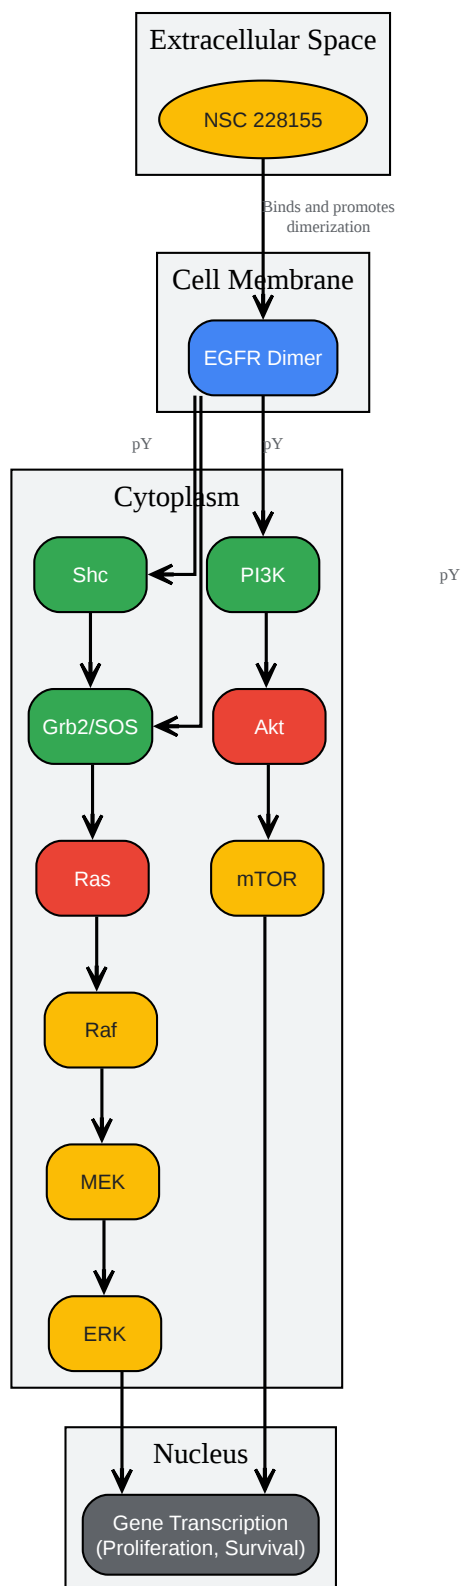 Extracellular Space
NSC 228155
Binds and promotes
dimerization
Cell Membrane
EGFR Dimer
pY
pY
Cytoplasm
Shc
PI3K
pY
Grb2/SOS
Akt
Ras
mTOR
Raf
MEK
ERK
Nucleus
Gene Transcription
(Proliferation, Survival)